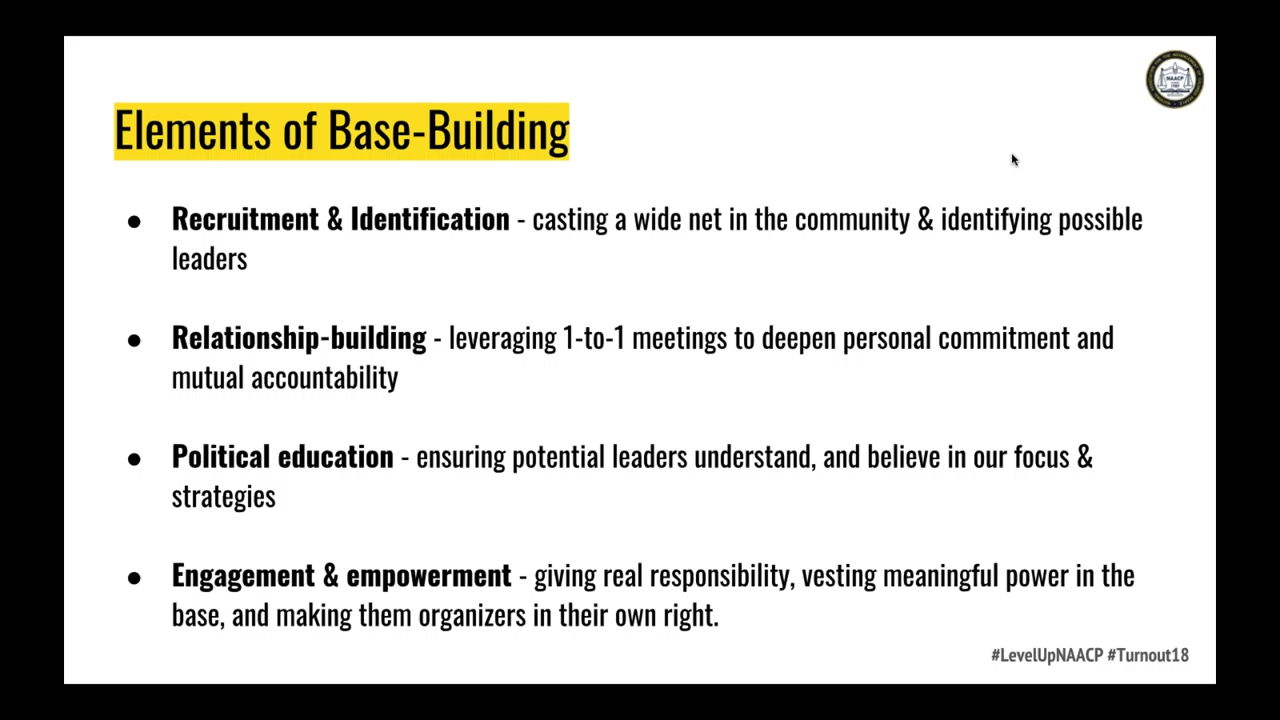 NAACP
Elements of Base-Building
● Recruitment & Identification - casting a wide net in the community & identifying possible
leaders
● Relationship-building - leveraging 1-to-1 meetings to deepen personal commitment and
mutual accountability
● Political education - ensuring potential leaders understand, and believe in our focus &
strategies
● Engagement & empowerment - giving real responsibility, vesting meaningful power in the
base, and making them organizers in their own right.
#LevelUpNAACP #Turnout18